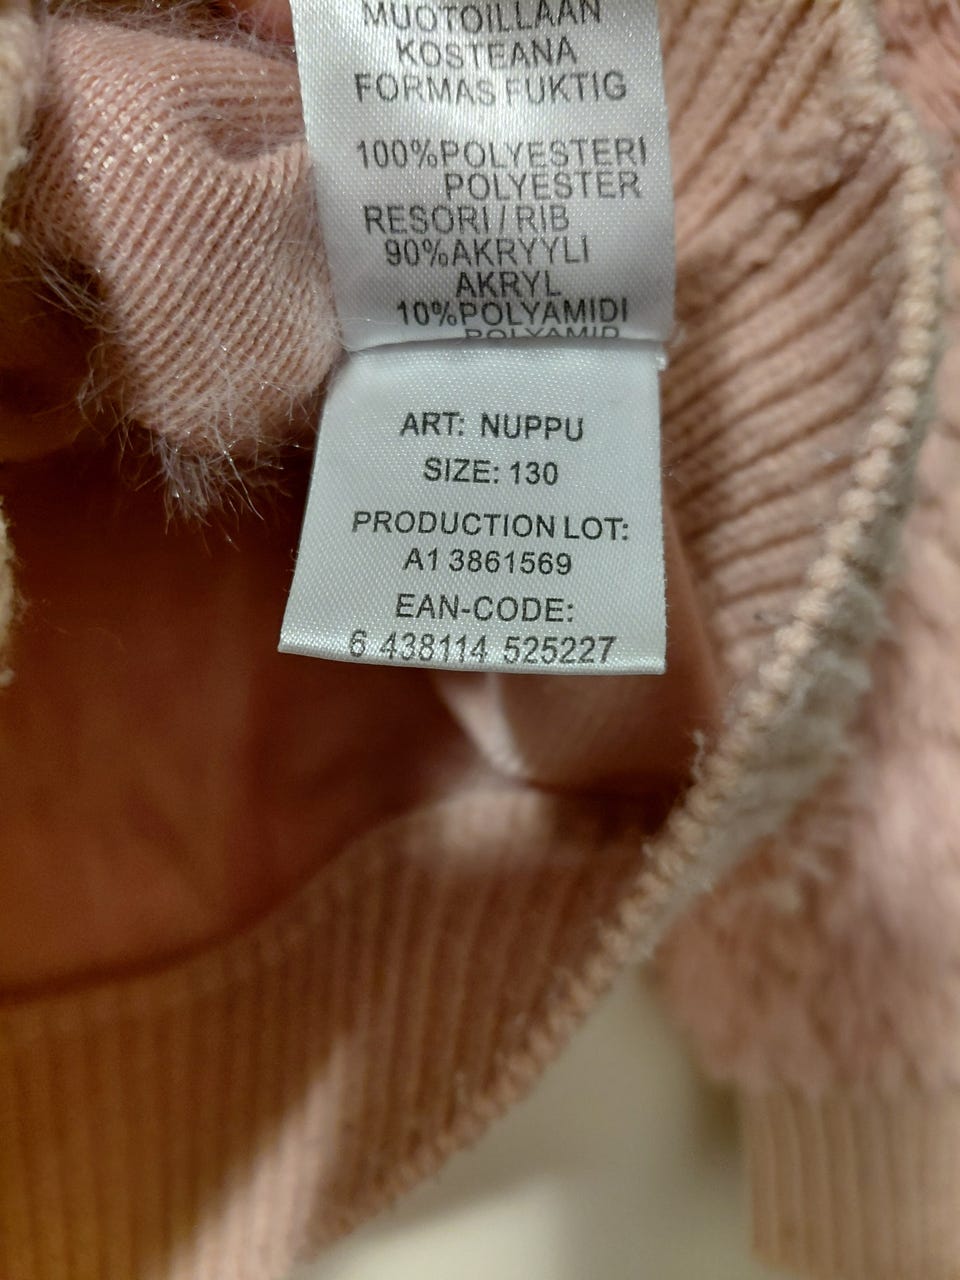 MUOTOILLAAN
KOSTEANA
FORMAS FUKTIG
100%POLYESTERI
POLYESTER
RESORI/RIB
90%AKRYYLI
AKRYL
10%POLYAMIDI
POLYAMID
ART: NUPPU
SIZE: 130
PRODUCTION LOT:
A1 3861569
EAN-CODE:
6 438114 525227